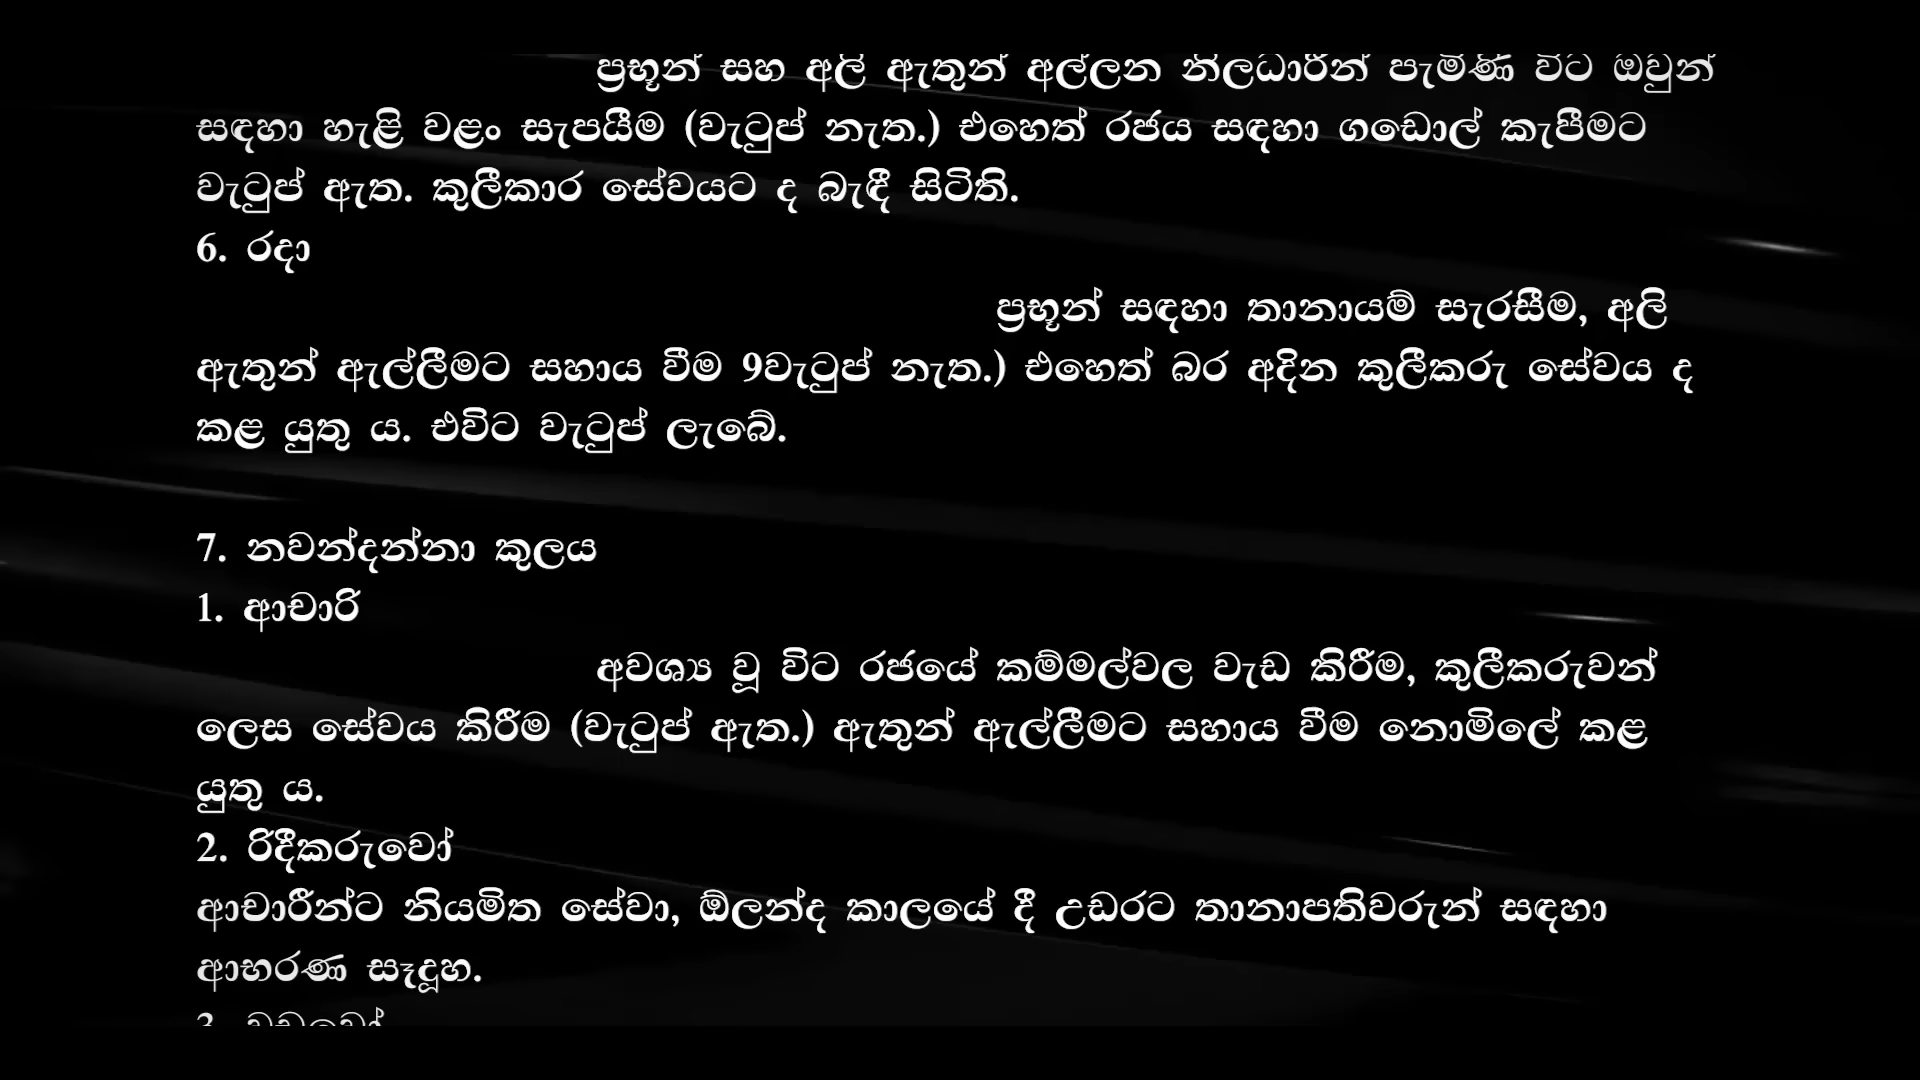 ප්‍රභූන් සහ අලි ඇතුන් අල්ලන නිලධාරීන් පැමිණි විට ඔවුන්
සඳහා හැළි වළං සැපයීම (වැටුප් නැත.) එහෙත් රජය සඳහා ගඩොල් කැපීමට
වැටුප් ඇත. කුලීකාර සේවයට ද බැඳී සිටිති.
6. රදා
ප්‍රභූන් සඳහා තානායම් සැරසීම, අලි
ඇතුන් ඇල්ලීමට සහාය වීම 9වැටුප් නැත.) එහෙත් බර අදින කුලීකරු සේවය ද
කළ යුතු ය. එවිට වැටුප් ලැබේ.
7. නවන්දන්නා කුලය
1. ආචාරි
අවශ්‍ය වූ විට රජයේ කම්මල්වල වැඩ කිරීම, කුලීකරුවන්
ලෙස සේවය කිරීම (වැටුප් ඇත.) ඇතුන් ඇල්ලීමට සහාය වීම නොමිලේ කළ
යුතු ය.
2. රිදීකරුවෝ
ආචාරීන්ට නියමිත සේවා, ඕලන්ද කාලයේ දී උඩරට තානාපතිවරුන් සඳහා
ආභරණ සෑදූහ.
3. වඩුවෝ